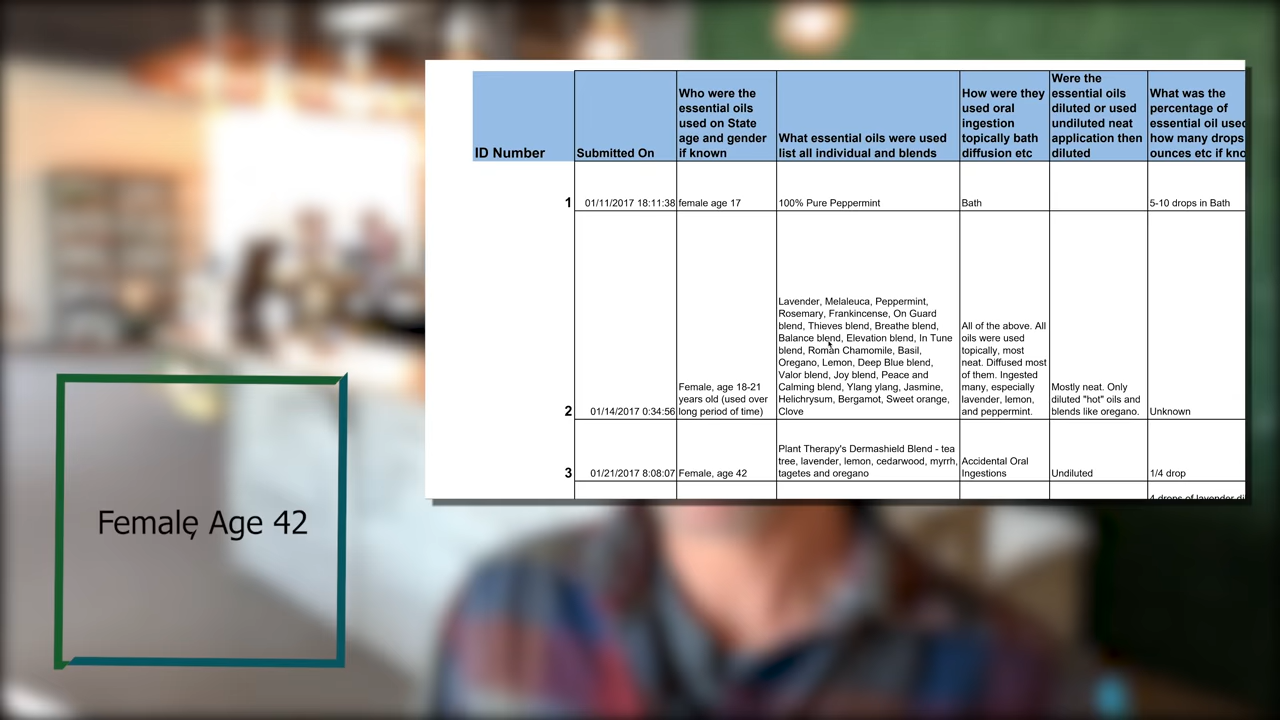 ID Number
Submitted On
Who were the
essential oils
used on State
age and gender
if known
What essential oils were used
list all individual and blends
How were they
used oral
ingestion
topically bath
diffusion etc
Were the
essential oils
diluted or used
undiluted neat
application then
diluted
What was the
percentage of
essential oil used
how many drops
ounces etc if kno
1
01/11/2017 18:11:38
female age 17
100% Pure Peppermint
Bath
5-10 drops in Bath
2
01/14/2017 0:34:56
Female, age 18-21
years old (used over
long period of time)
Lavender, Melaleuca, Peppermint,
Rosemary, Frankincense, On Guard
blend, Thieves blend, Breathe blend,
Balance blend, Elevation blend, In Tune
blend, Roman Chamomile, Basil,
Oregano, Lemon, Deep Blue blend,
Valor blend, Joy blend, Peace and
Calming blend, Ylang ylang, Jasmine,
Helichrysum, Bergamot, Sweet orange,
Clove
All of the above. All
oils were used
topically, most
neat. Diffused most
of them. Ingested
many, especially
lavender, lemon,
and peppermint.
Mostly neat. Only
diluted "hot" oils and
blends like oregano.
Unknown
3
01/21/2017 8:08:07
Female, age 42
Plant Therapy's Dermashield Blend - tea
tree, lavender, lemon, cedarwood, myrrh,
tagetes and oregano
Accidental Oral
Ingestions
Undiluted
1/4 drop
4 drops of lavender di
Female, Age 42